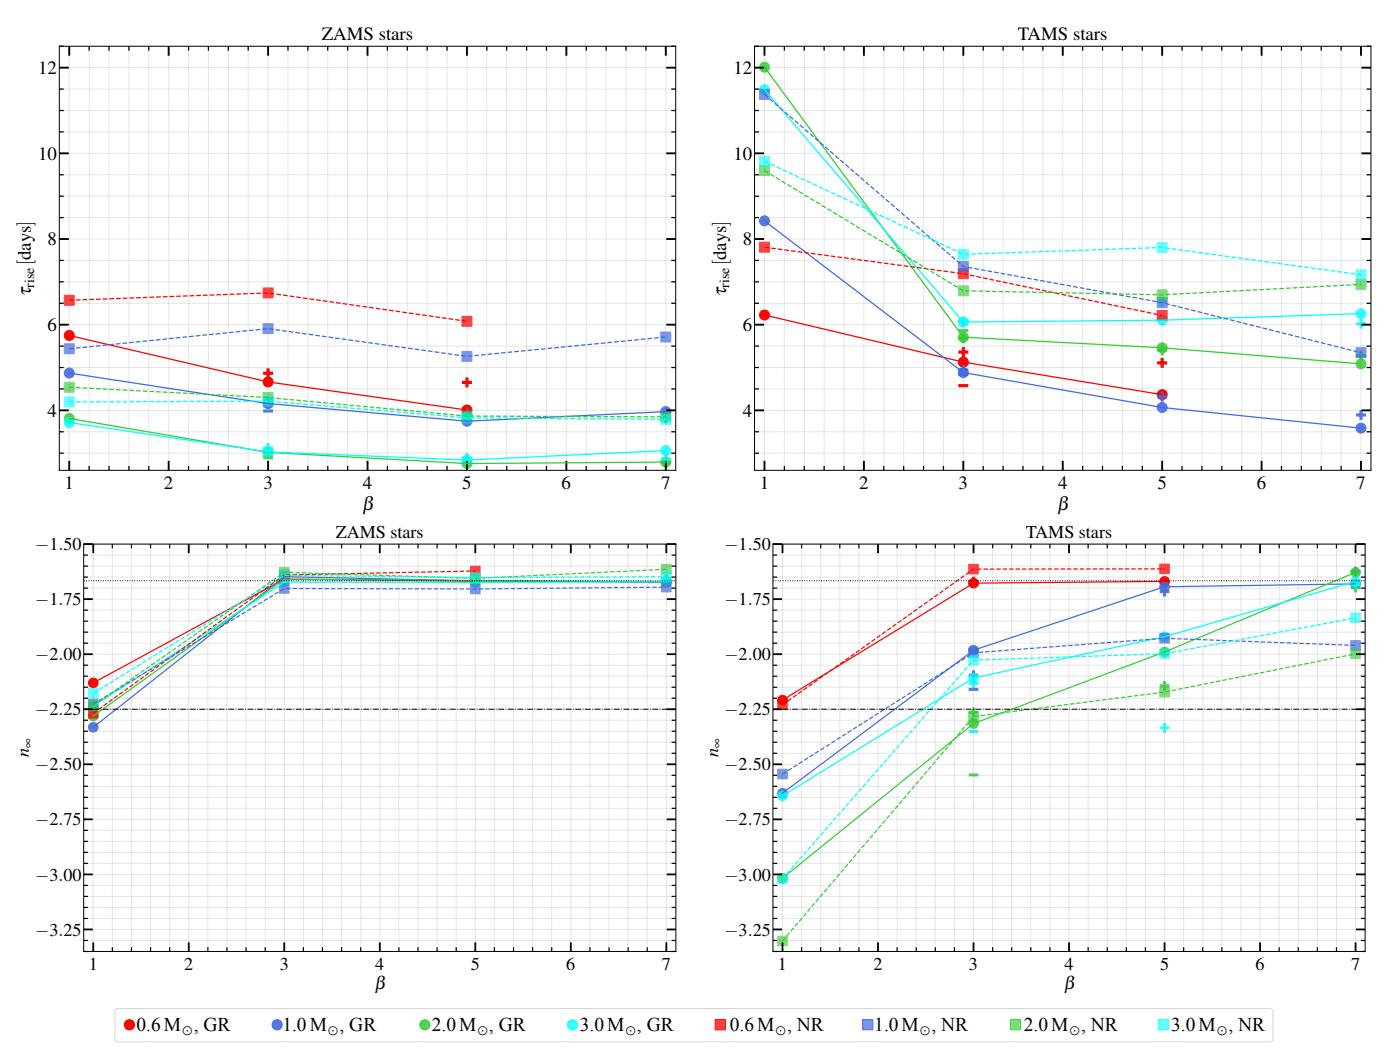 ZAMS stars
TAMS stars
12
10
8
6
4
τrise [days]
1 2 3 4 5 6 7
β
12
10
8
6
4
τrise [days]
1 2 3 4 5 6 7
β
ZAMS stars
TAMS stars
−1.50
−1.75
−2.00
−2.25
−2.50
−2.75
−3.00
−3.25
n∞
1 2 3 4 5 6 7
β
−1.50
−1.75
−2.00
−2.25
−2.50
−2.75
−3.00
−3.25
n∞
1 2 3 4 5 6 7
β
0.6 M⊙, GR 1.0 M⊙, GR 2.0 M⊙, GR 3.0 M⊙, GR 0.6 M⊙, NR 1.0 M⊙, NR 2.0 M⊙, NR 3.0 M⊙, NR